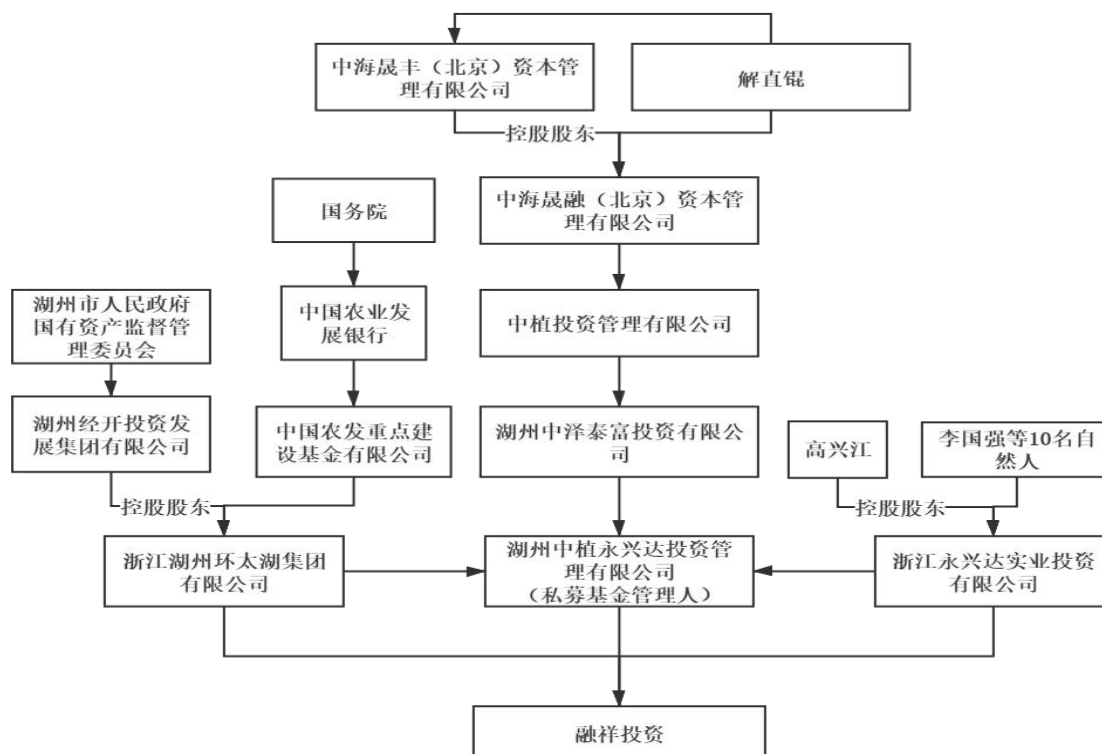 中海晟丰（北京）资本管
理有限公司
解直锟
控股股东
中海晟融（北京）资本管
理有限公司
国务院
湖州市人民政府
国有资产监督管
理委员会
中国农业发
展银行
中植投资管理有限公司
湖州经开投资发
展集团有限公司
中国农发重点建
设基金有限公司
湖州中泽泰富投资有限公
司
高兴江
李国强等10名自
然人
控股股东
控股股东
浙江湖州环太湖集团
有限公司
湖州中植永兴达投资管
理有限公司
（私募基金管理人）
浙江永兴达实业投资
有限公司
融祥投资